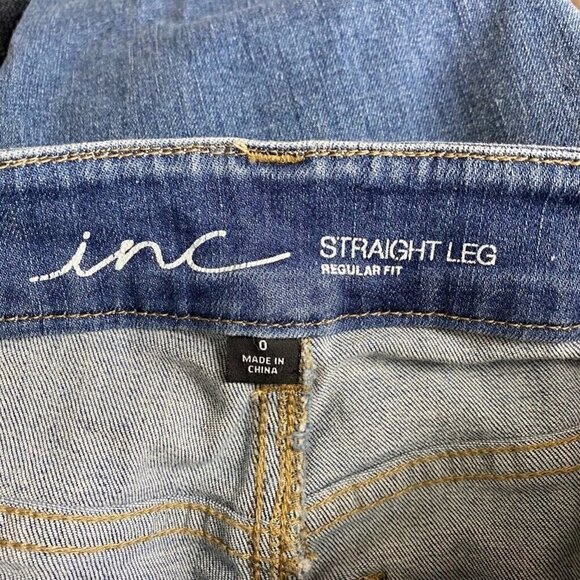 inc
STRAIGHT LEG
REGULAR FIT
0
MADE IN
CHINA